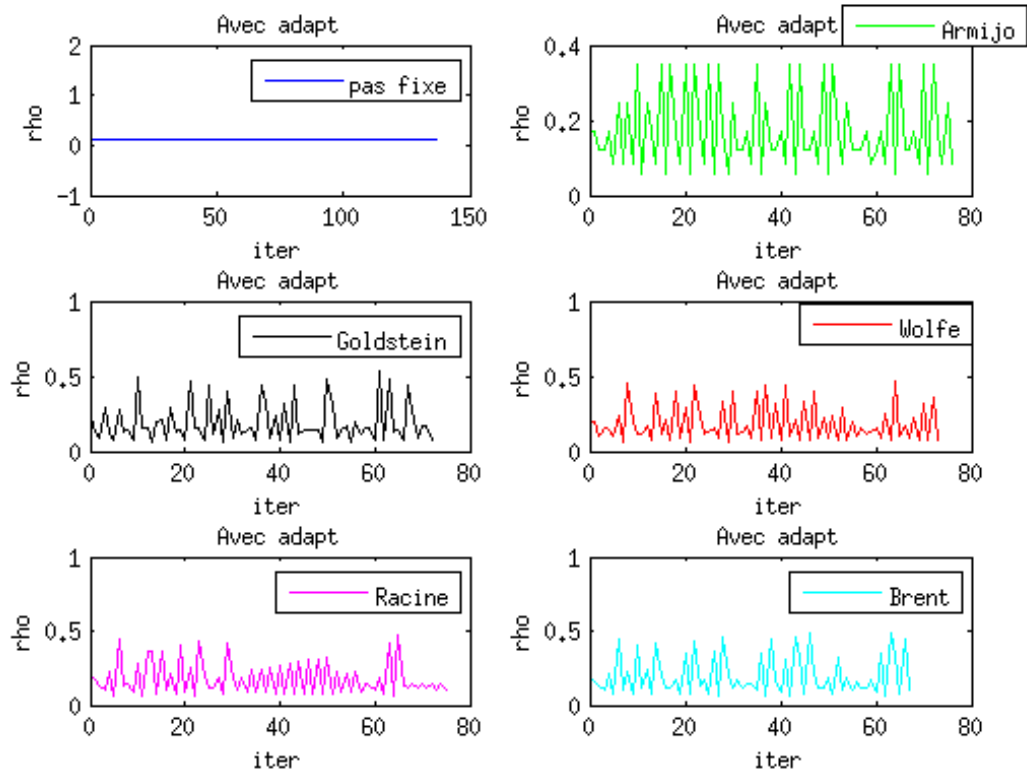 Avec adapt
2
1
0
-1
rho
pas fixe
0 50 100 150
iter
Avec adapt
0.4
0.2
0
rho
Armijo
0 20 40 60 80
iter
Avec adapt
1
0.5
0
rho
Goldstein
0 20 40 60 80
iter
Avec adapt
1
0.5
0
rho
Wolfe
0 20 40 60 80
iter
Avec adapt
1
0.5
0
rho
Racine
0 20 40 60 80
iter
Avec adapt
1
0.5
0
rho
Brent
0 20 40 60 80
iter